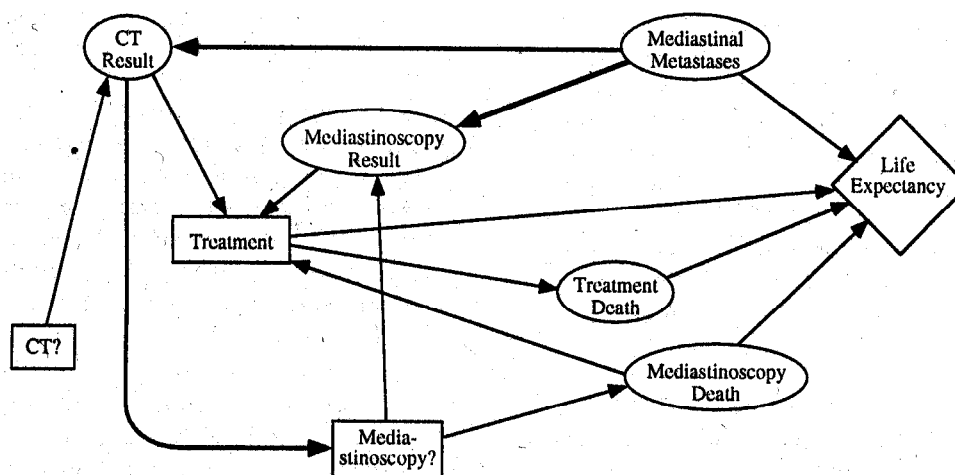 CT
Result
Mediastinal
Metastases
Mediastinoscopy
Result
Life
Expectancy
Treatment
Treatment
Death
CT?
Mediastinoscopy
Death
Media-
stinoscopy?